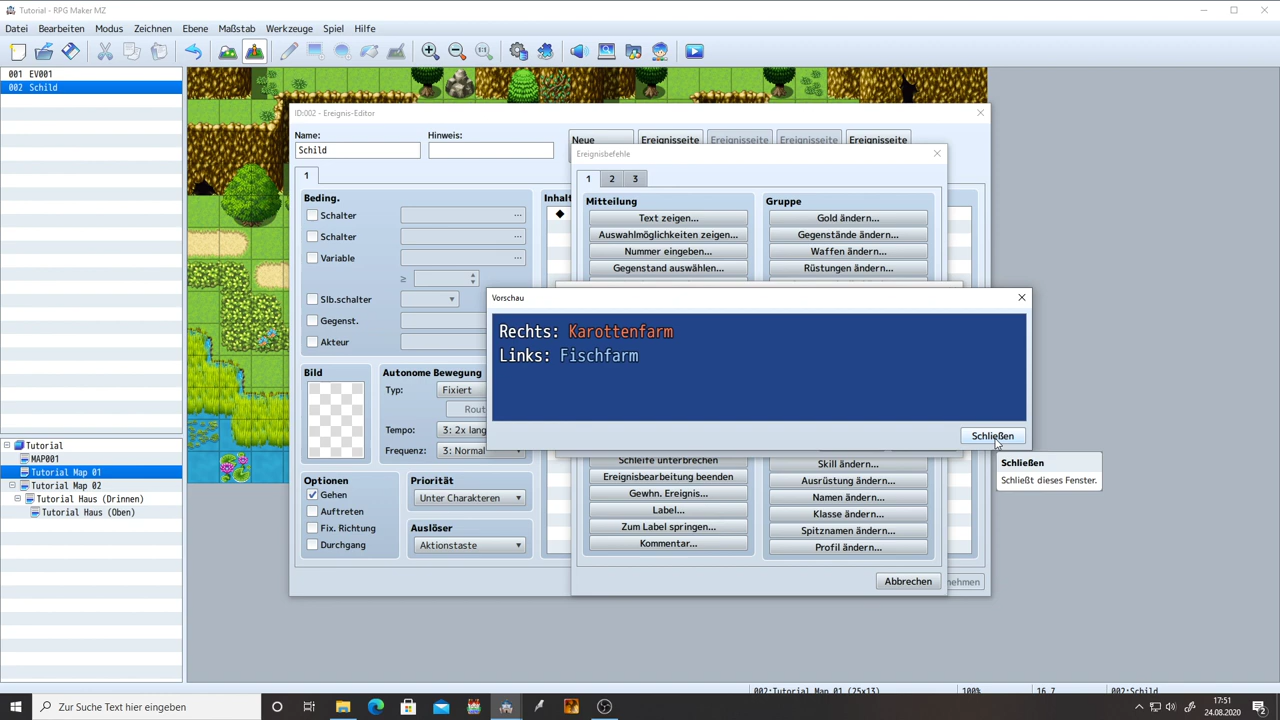 Tutorial - RPG Maker MZ
Datei Bearbeiten Modus Zeichnen Ebene Maßstab Werkzeuge Spiel Hilfe
001 EV001
002 Schild
ID:002 - Ereignis-Editor
Name:
Hinweis:
Schild
Neue
Ereignisseite
Ereignisseite
Ereignisseite
Ereignisseite
Ereignisbefehle
1
1 2 3
Beding.
Inhalt
Schalter
Schalter
Variable
≥
Slb.schalter
Gegenst.
Akteur
Mitteilung
Text zeigen...
Auswahlmöglichkeiten zeigen...
Nummer eingeben...
Gegenstand auswählen...
Gruppe
Gold ändern...
Gegenstände ändern...
Waffen ändern...
Rüstungen ändern...
Vorschau
Rechts: Karottenfarm
Links: Fischfarm
Schließen
Schließen
Schließt dieses Fenster.
Bild
Autonome Bewegung
Typ: Fixiert
Rout
Tempo: 3: 2x lang
Frequenz: 3: Normal
Optionen
Gehen
Auftreten
Fix. Richtung
Durchgang
Priorität
Unter Charakteren
Auslöser
Aktionstaste
Schleife unterbrechen
Ereignisbearbeitung beenden
Gewhn. Ereignis...
Label...
Zum Label springen...
Kommentar...
Skill ändern...
Ausrüstung ändern...
Namen ändern...
Klasse ändern...
Spitznamen ändern...
Profil ändern...
Abbrechen
nehmen
Tutorial
MAP001
Tutorial Map 01
Tutorial Map 02
Tutorial Haus (Drinnen)
Tutorial Haus (Oben)
002:Tutorial Map 01 (25x13) 100% 16,7 002:Schild
Zur Suche Text hier eingeben
17:51
24.08.2020
2